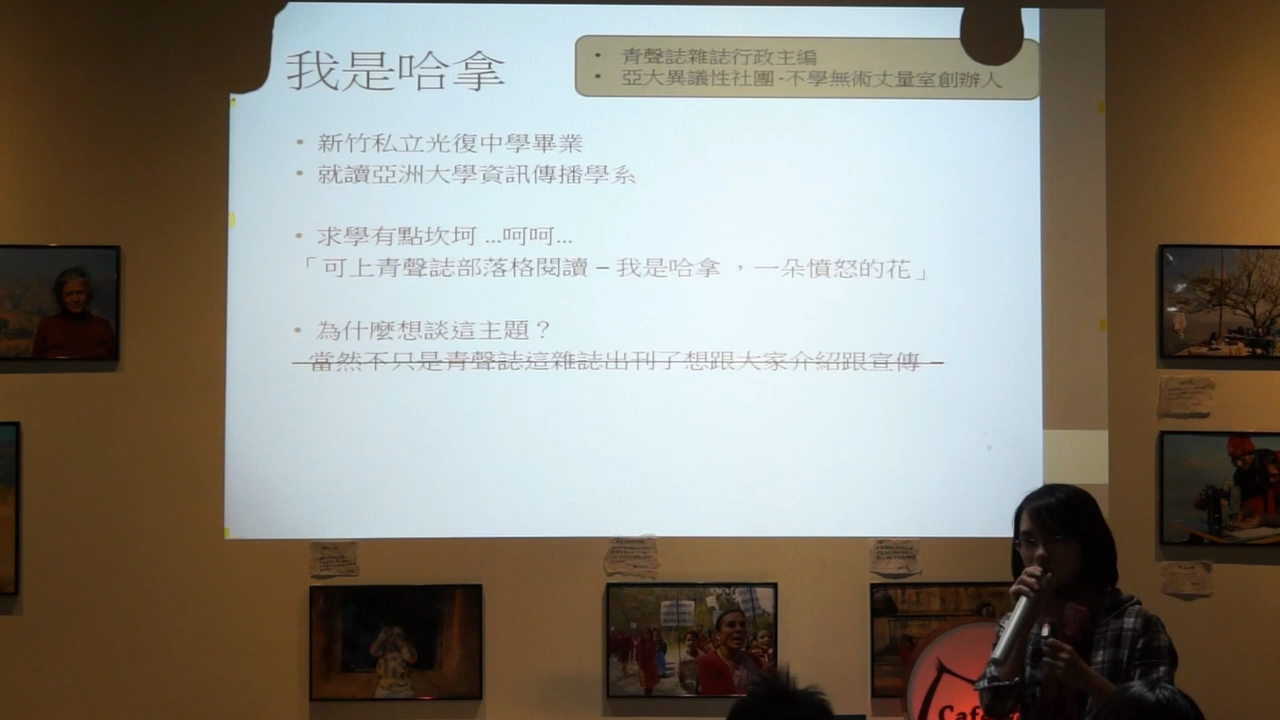 我是哈拿
• 青聲誌雜誌行政主編
• 亞大異議性社團-不學無術丈量室創辦人
• 新竹私立光復中學畢業
• 就讀亞洲大學資訊傳播學系
• 求學有點坎坷 ...呵呵...
「可上青聲誌部落格閱讀 – 我是哈拿 ，一朵憤怒的花」
• 為什麼想談這主題？
- 當然不只是青聲誌這雜誌出刊了想跟大家介紹跟宣傳 -
Cafe